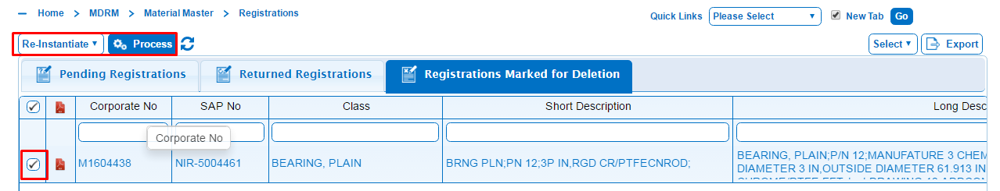 Home > MDRM > Material Master > Registrations
Quick Links Please Select New Tab Go
Re-Instantiate Process Select Export
Pending Registrations Returned Registrations Registrations Marked for Deletion
Corporate No SAP No Class Short Description Long Desc
Corporate No
M1604438 NIR-5004461 BEARING, PLAIN BRNG PLN;PN 12;3P IN,RGD CR/PTFECNROD;
BEARING, PLAIN;P/N 12;MANUFATURE 3 CHEM
DIAMETER 3 IN,OUTSIDE DIAMETER 61.913 IN